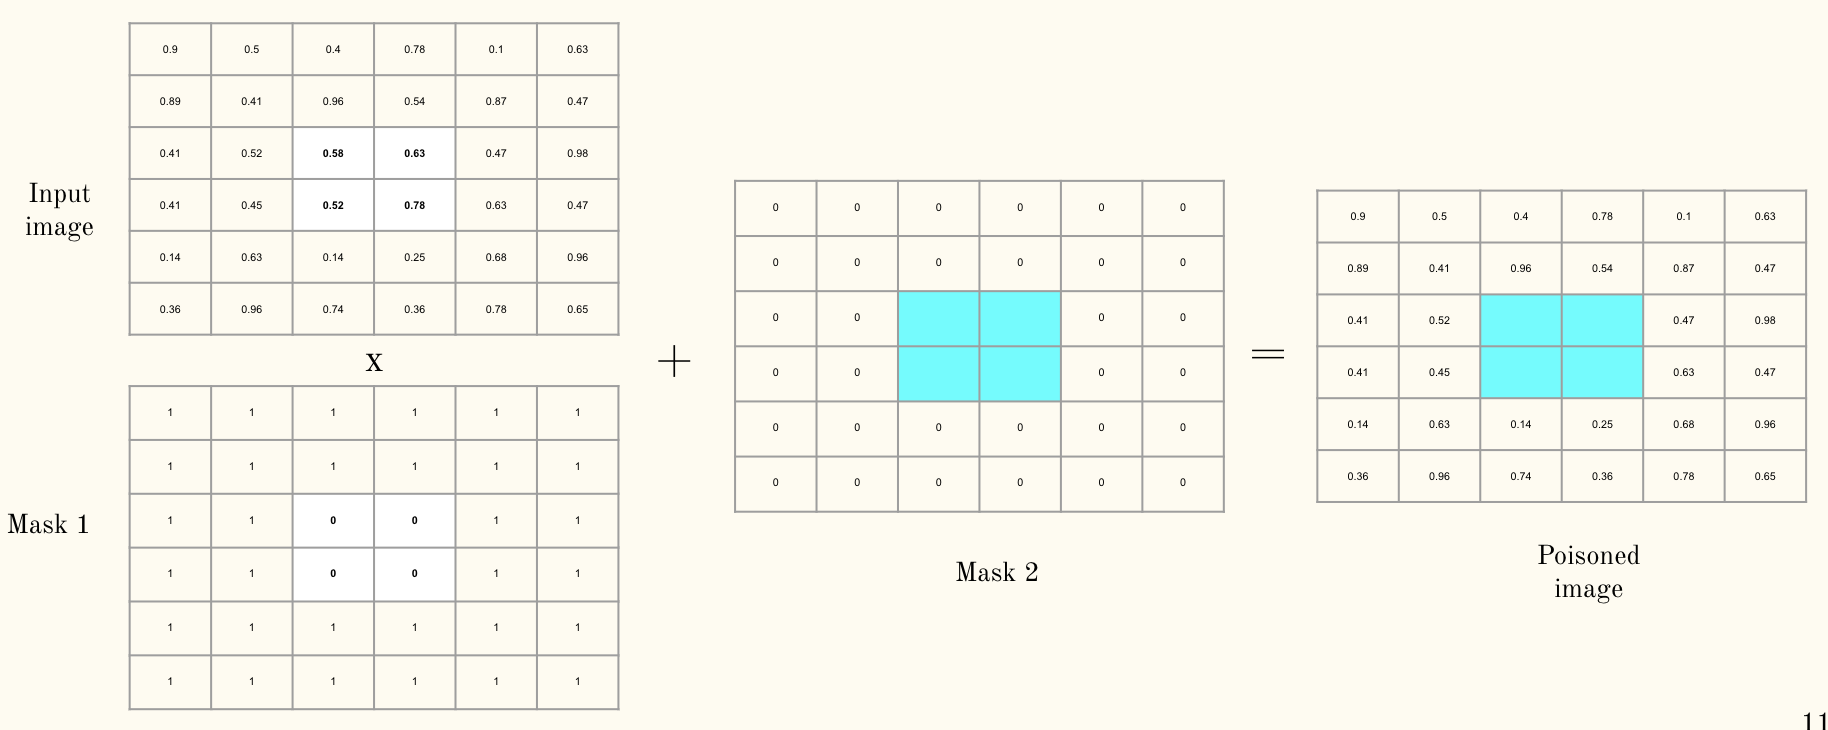 0.9 0.5 0.4 0.78 0.1 0.63
0.89 0.41 0.96 0.54 0.87 0.47
0.41 0.52 0.58 0.63 0.47 0.98
0.41 0.45 0.52 0.78 0.63 0.47
0.14 0.63 0.14 0.25 0.68 0.96
0.36 0.96 0.74 0.36 0.78 0.65
Input
image
x
1 1 1 1 1 1
1 1 1 1 1 1
1 1 0 0 1 1
1 1 0 0 1 1
1 1 1 1 1 1
1 1 1 1 1 1
Mask 1
+
0 0 0 0 0 0
0 0 0 0 0 0
0 0 0 0
0 0 0 0
0 0 0 0 0 0
0 0 0 0 0 0
Mask 2
=
0.9 0.5 0.4 0.78 0.1 0.63
0.89 0.41 0.96 0.54 0.87 0.47
0.41 0.52 0.47 0.98
0.41 0.45 0.63 0.47
0.14 0.63 0.14 0.25 0.68 0.96
0.36 0.96 0.74 0.36 0.78 0.65
Poisoned
image
11